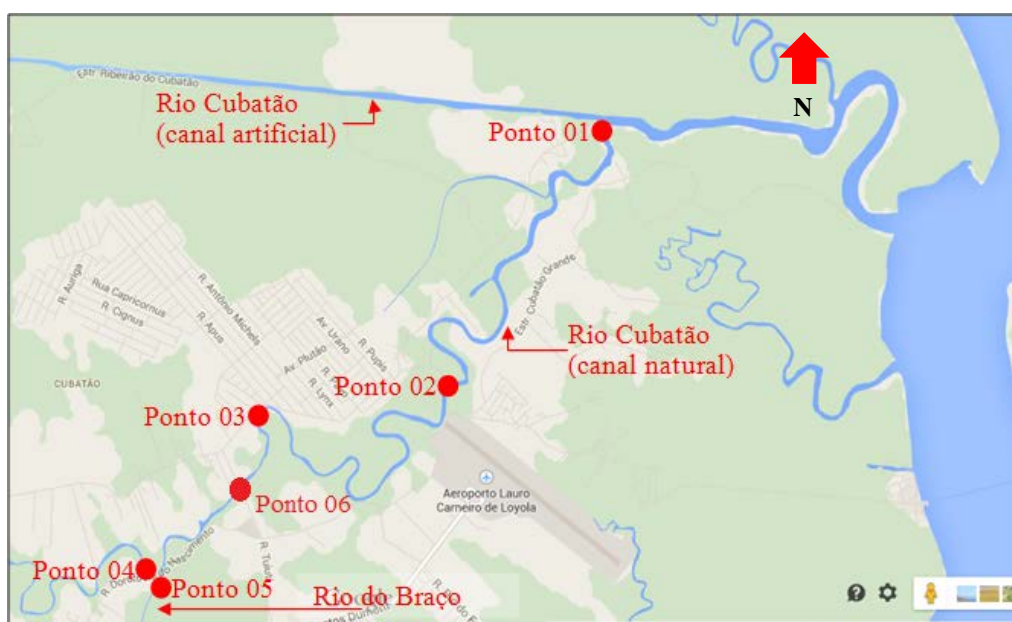 N
Estr. Ribeirão do Cubatão
Rio Cubatão
(canal artificial)
Ponto 01
R. Auriga
Rua Capricornus
R. Cignus
R. Apus
R. Antônio Michels
Av. Urano
Av. Plutão
R. Pupis
R. Lynx
Estr. Cubatão Grande
Rio Cubatão
(canal natural)
CUBATÃO
Ponto 02
Ponto 03
Ponto 06
Aeroporto Lauro
Carneiro de Loyola
Ponto 04
Ponto 05
Rio do Braço